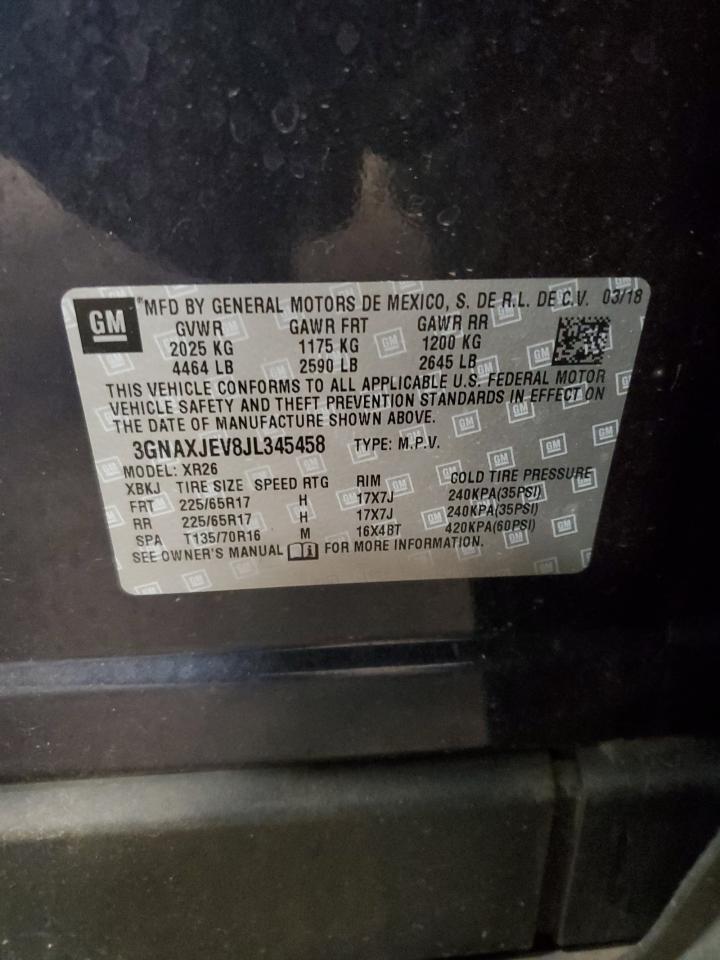 GM "MFD BY GENERAL MOTORS DE MEXICO, S. DE R.L. DE C.V. 03/18
GVWR GAWR FRT GAWR RR
2025 KG 1175 KG 1200 KG
4464 LB 2590 LB 2645 LB
THIS VEHICLE CONFORMS TO ALL APPLICABLE U.S. FEDERAL MOTOR
VEHICLE SAFETY AND THEFT PREVENTION STANDARDS IN EFFECT ON
THE DATE OF MANUFACTURE SHOWN ABOVE.
3GNAXJEV8JL345458 TYPE: M.P.V.
MODEL: XR26
XBKJ TIRE SIZE SPEED RTG RIM COLD TIRE PRESSURE
FRT 225/65R17 H 17X7J 240KPA(35PSI)
RR 225/65R17 H 17X7J 240KPA(35PSI)
SPA T135/70R16 M 16X4BT 420KPA(60PSI)
SEE OWNER'S MANUAL FOR MORE INFORMATION.